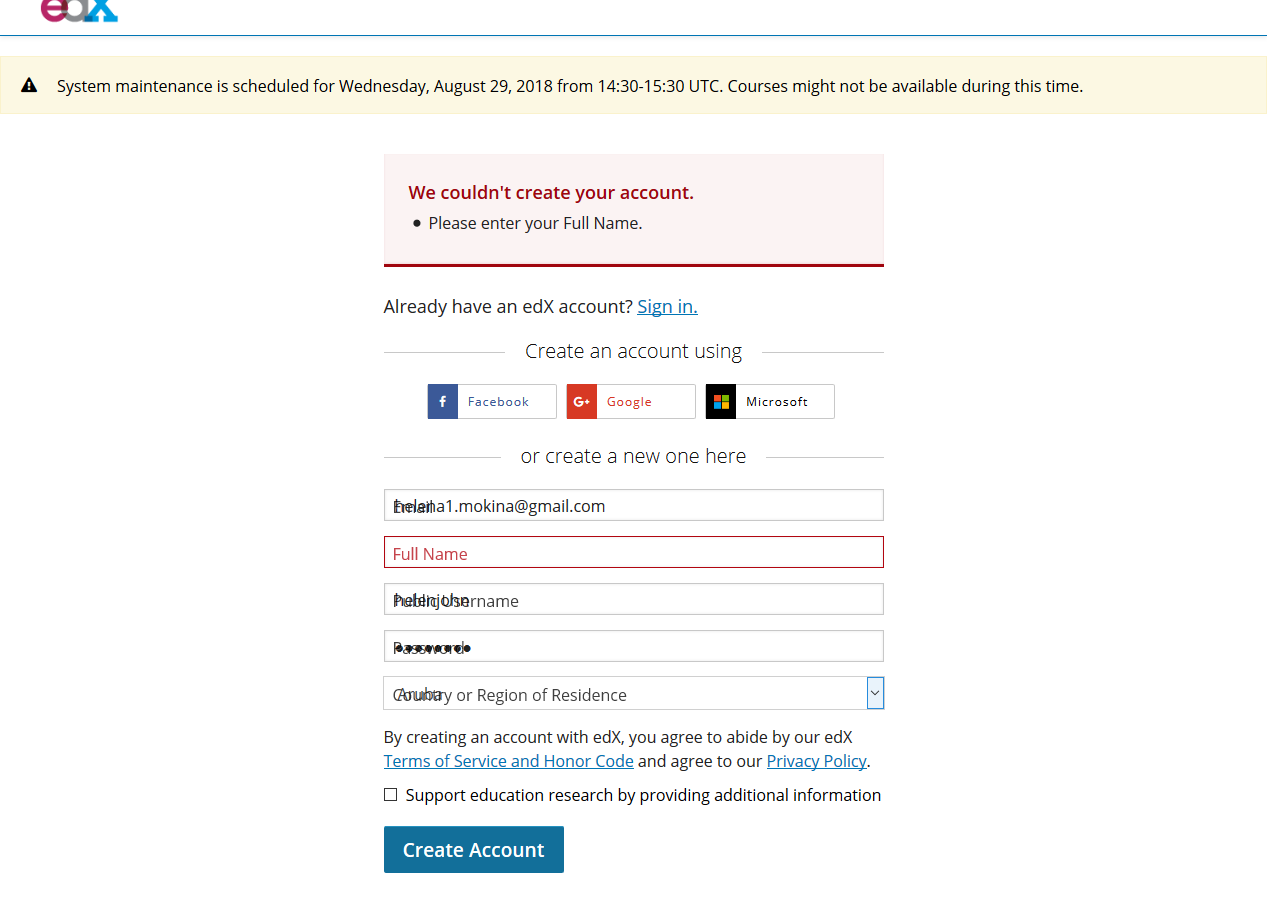 edX
System maintenance is scheduled for Wednesday, August 29, 2018 from 14:30-15:30 UTC. Courses might not be available during this time.
We couldn't create your account.
• Please enter your Full Name.
Already have an edX account? Sign in.
Create an account using
Facebook
Google
Microsoft
or create a new one here
Email
helena1.mokina@gmail.com
Full Name
Public Username
helenjohn
Password
Country or Region of Residence
Aruba
By creating an account with edX, you agree to abide by our edX
Terms of Service and Honor Code and agree to our Privacy Policy.
Support education research by providing additional information
Create Account